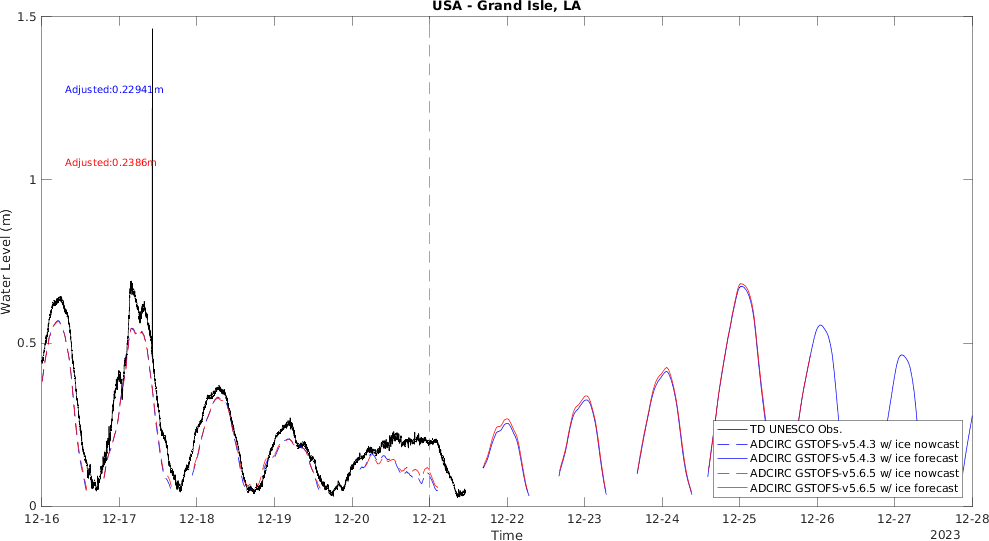 USA - Grand Isle, LA
1.5
Adjusted:0.22941m
Adjusted:0.2386m
1
Water Level (m)
0.5
0
TD UNESCO Obs.
ADCIRC GSTOFS-v5.4.3 w/ ice nowcast
ADCIRC GSTOFS-v5.4.3 w/ ice forecast
ADCIRC GSTOFS-v5.6.5 w/ ice nowcast
ADCIRC GSTOFS-v5.6.5 w/ ice forecast
12-16 12-17 12-18 12-19 12-20 12-21 12-22 12-23 12-24 12-25 12-26 12-27 12-28
Time
2023